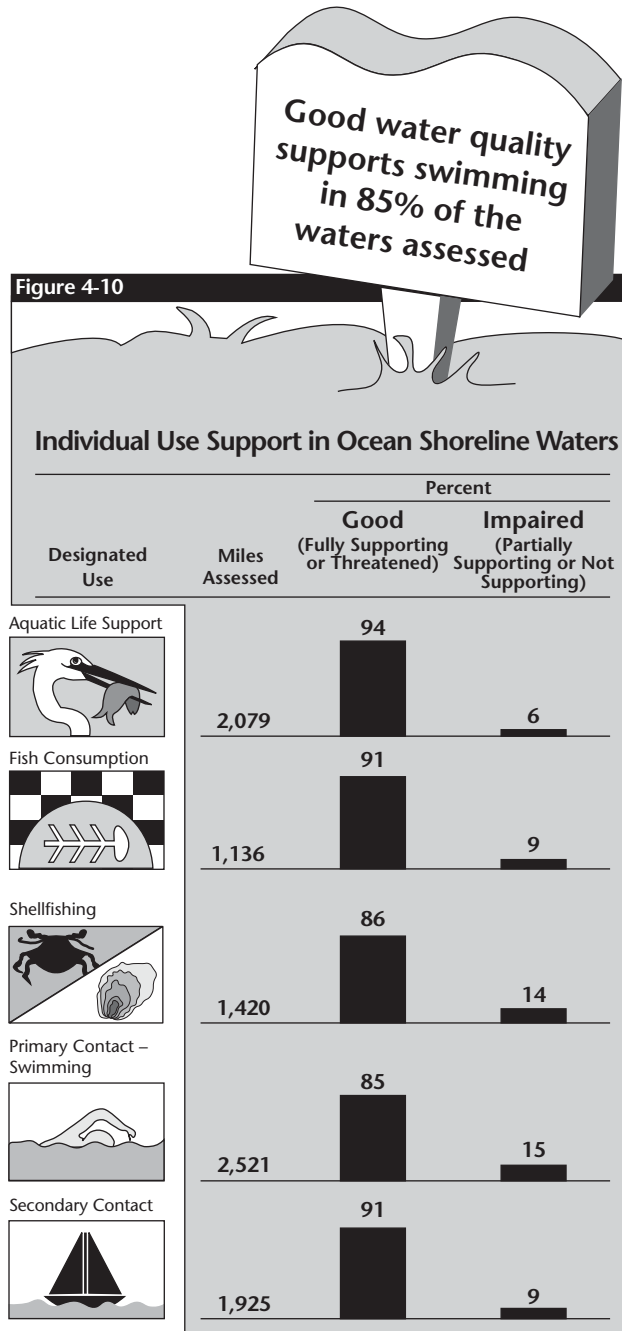 Good water quality
supports swimming
in 85% of the
waters assessed
Figure 4-10
Individual Use Support in Ocean Shoreline Waters
Percent
Designated
Use
Miles
Assessed
Good
(Fully Supporting
or Threatened)
Impaired
(Partially
Supporting or Not
Supporting)
Aquatic Life Support
2,079
94
6
Fish Consumption
1,136
91
9
Shellfishing
1,420
86
14
Primary Contact –
Swimming
2,521
85
15
Secondary Contact
1,925
91
9